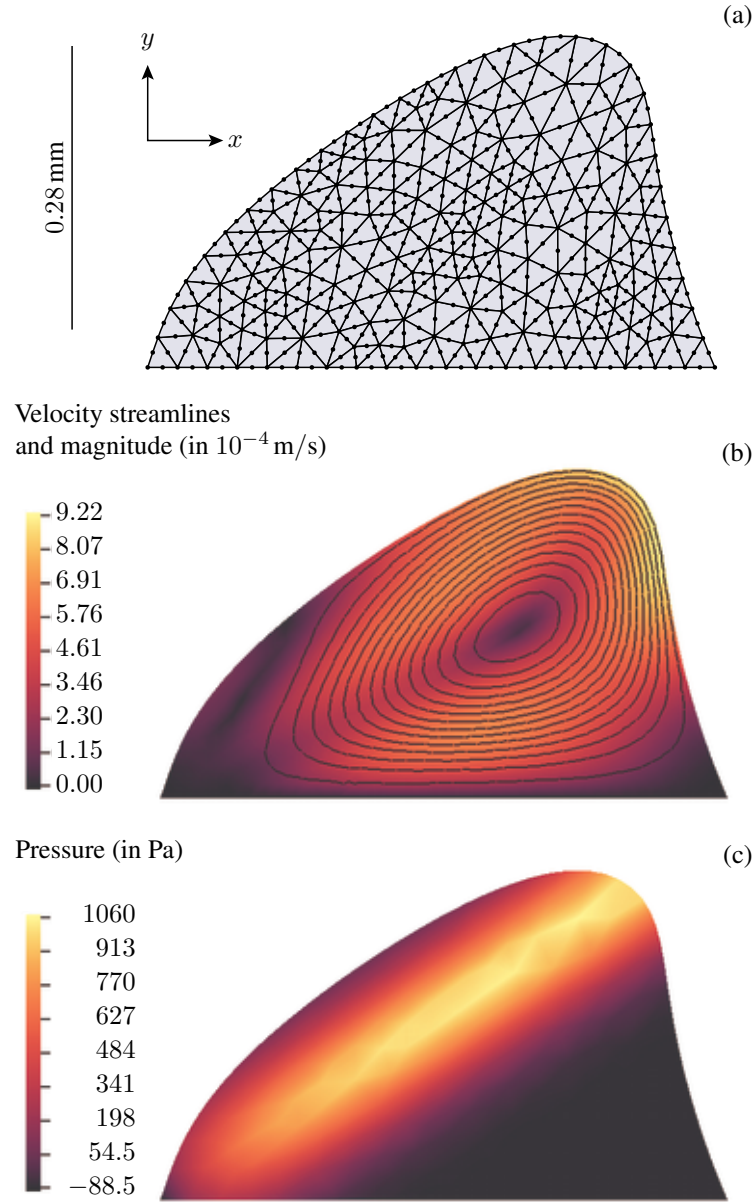 (a)
y
x
0.28 mm
Velocity streamlines
and magnitude (in 10⁻⁴ m/s)
(b)
9.22
8.07
6.91
5.76
4.61
3.46
2.30
1.15
0.00
Pressure (in Pa)
(c)
1060
913
770
627
484
341
198
54.5
−88.5